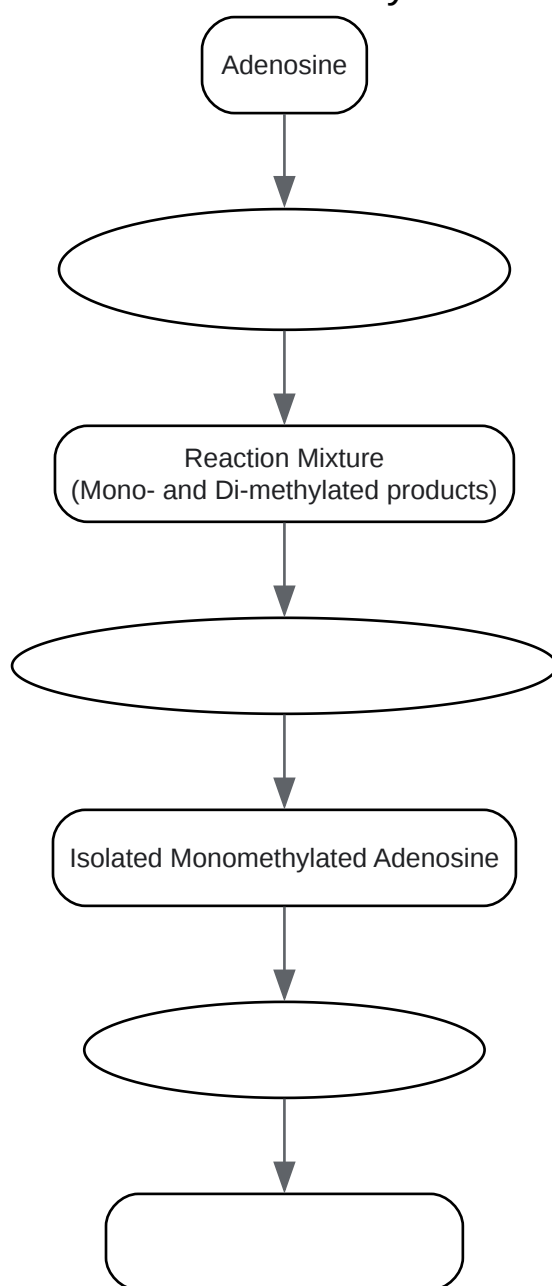 Adenosine
Reaction Mixture
(Mono- and Di-methylated products)
Isolated Monomethylated Adenosine